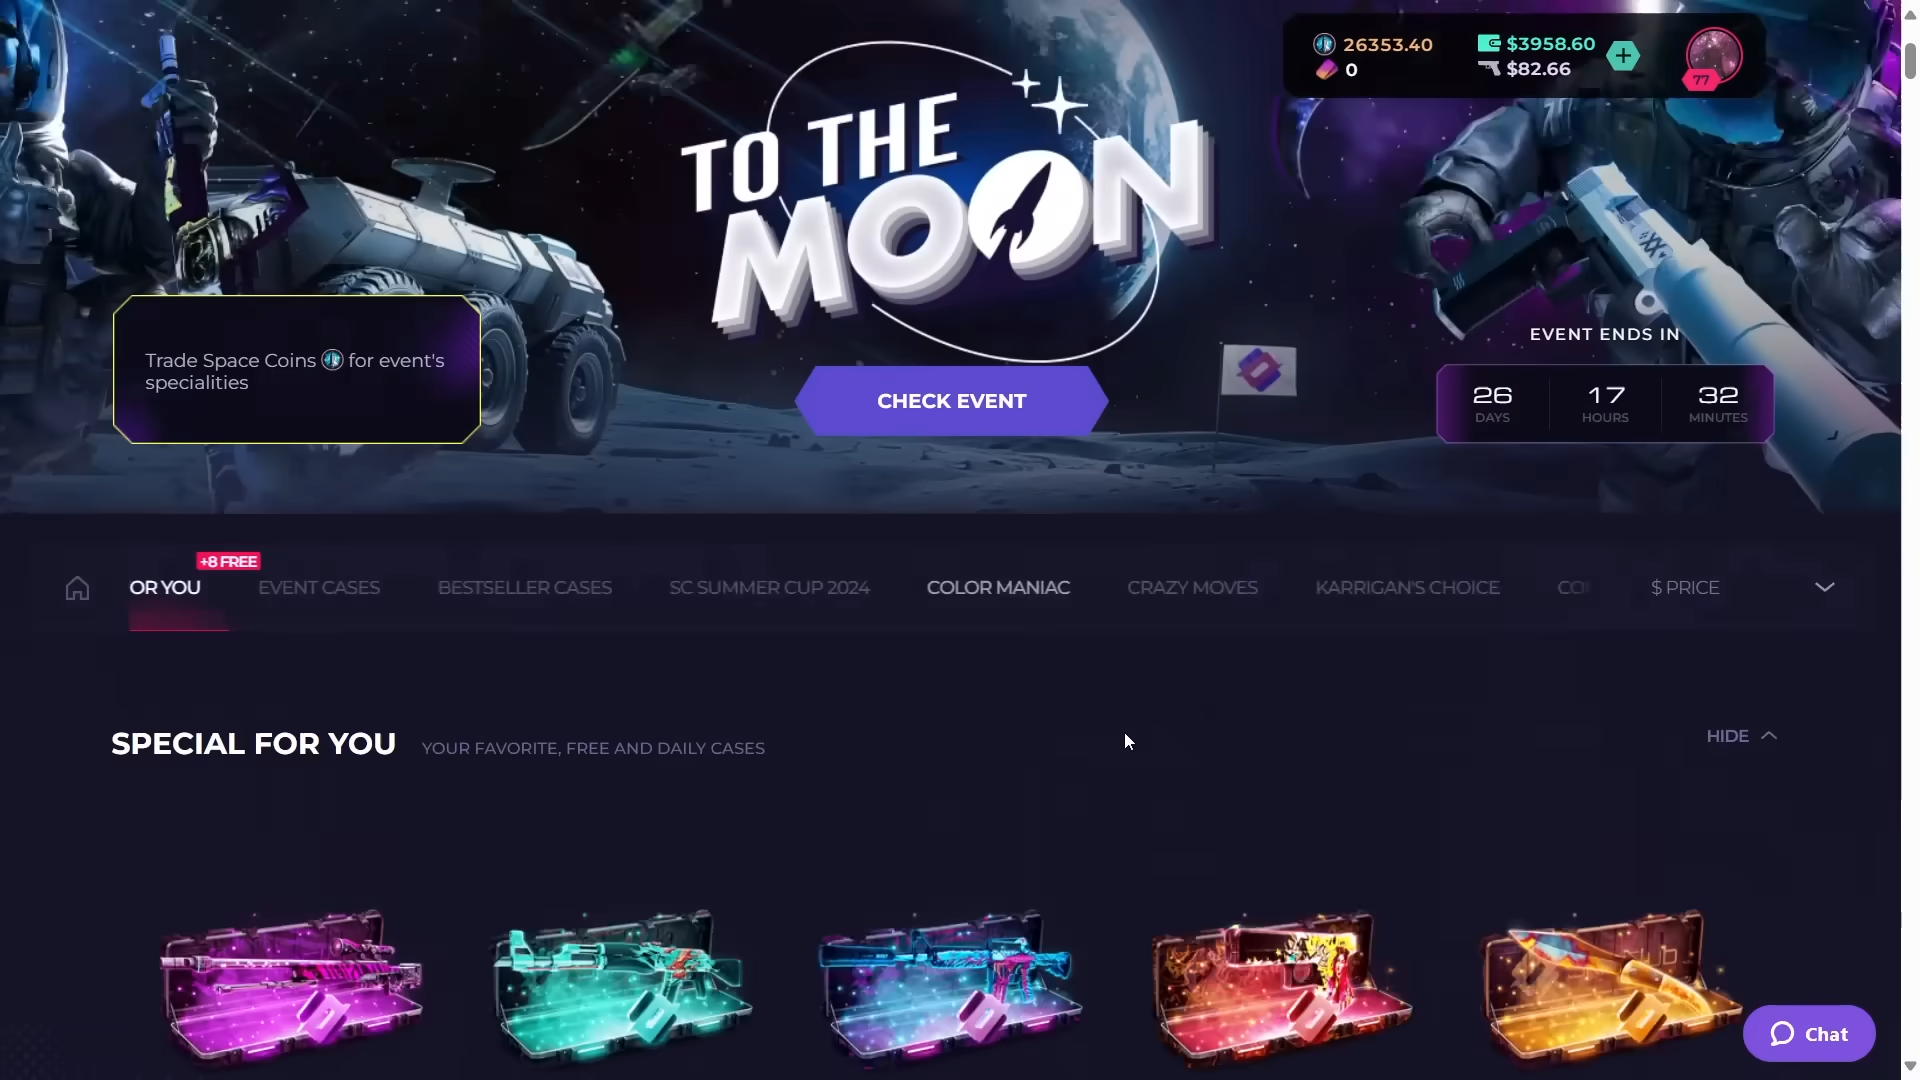 26353.40
$3958.60
0
$82.66
77
TO THE
MOON
EVENT ENDS IN
Trade Space Coins for event's
specialities
CHECK EVENT
26
17
32
DAYS
HOURS
MINUTES
+8 FREE
OR YOU
EVENT CASES
BESTSELLER CASES
SC SUMMER CUP 2024
COLOR MANIAC
CRAZY MOVES
KARRIGAN'S CHOICE
CO
$ PRICE
SPECIAL FOR YOU
YOUR FAVORITE, FREE AND DAILY CASES
HIDE
Chat